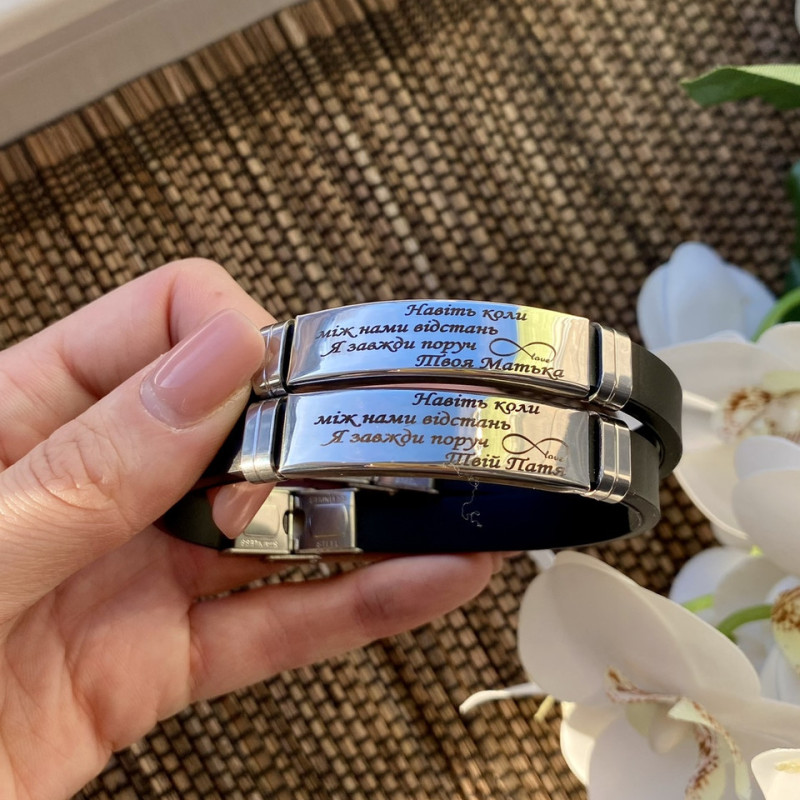 Навіть коли
між нами відстань
Я завжди поруч
love
Твоя Матька
Навіть коли
між нами відстань
Я завжди поруч
love
Твій Патя